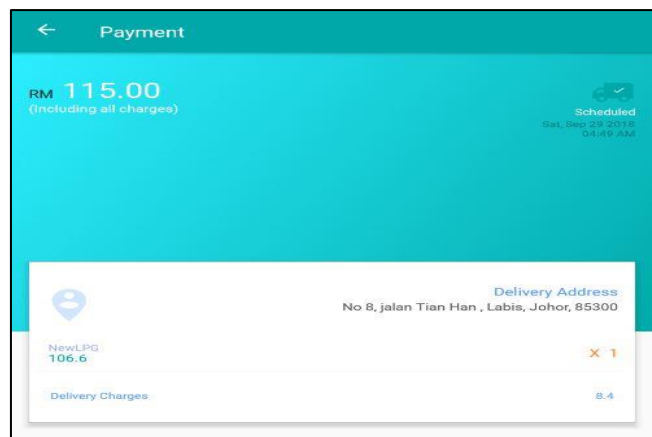 Payment
RM 115.00
(Including all charges)
Scheduled
Sat, Sep 29 2018
04:49 AM
Delivery Address
No 8, jalan Tian Han , Labis, Johor, 85300
NewLPG
106.6
X 1
Delivery Charges
8.4